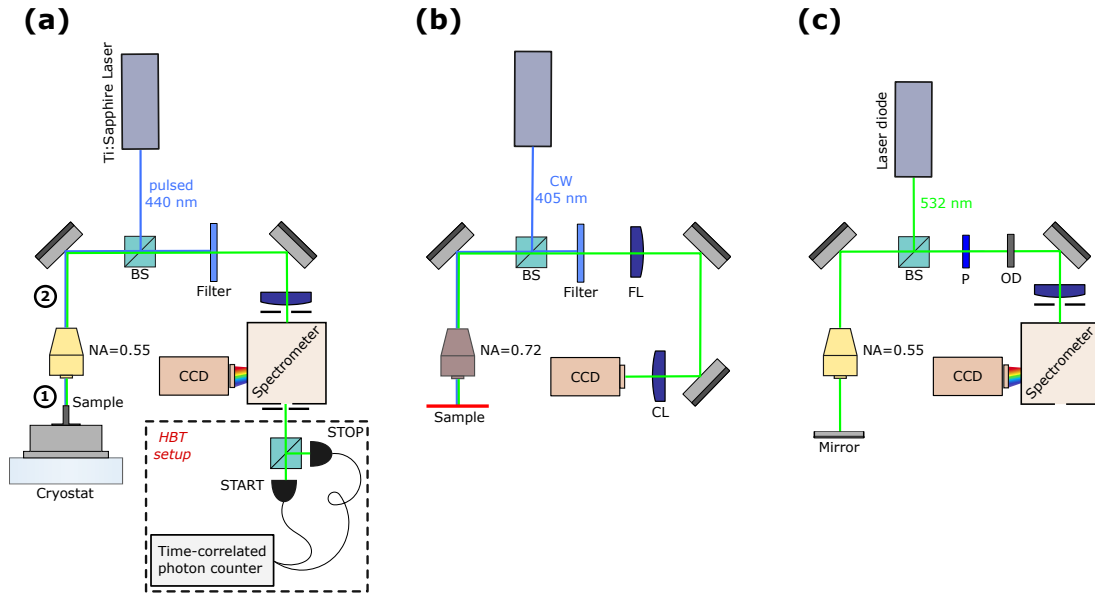 (a)
Ti:Sapphire Laser
pulsed
440 nm
BS
Filter
2
NA=0.55
1
Sample
Cryostat
CCD
Spectrometer
HBT
setup
STOP
START
Time-correlated
photon counter
(b)
CW
405 nm
BS
Filter
FL
NA=0.72
CCD
CL
Sample
(c)
Laser diode
532 nm
BS
P
OD
NA=0.55
CCD
Spectrometer
Mirror